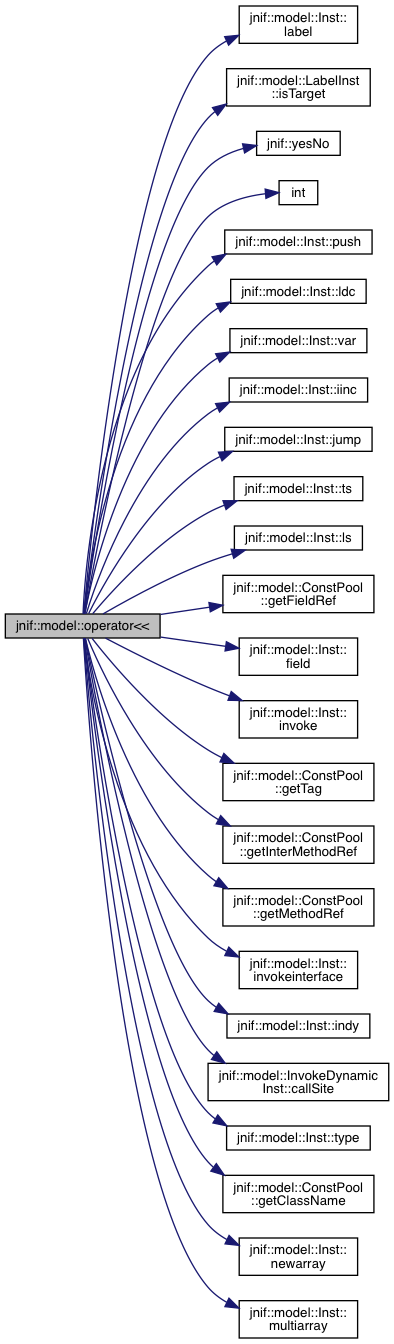 jnif::model::Inst::
label
jnif::model::LabelInst
::isTarget
jnif::yesNo
int
jnif::model::Inst::push
jnif::model::Inst::ldc
jnif::model::Inst::var
jnif::model::Inst::iinc
jnif::model::Inst::jump
jnif::model::Inst::ts
jnif::model::Inst::ls
jnif::model::ConstPool
::getFieldRef
jnif::model::operator<<
jnif::model::Inst::
field
jnif::model::Inst::
invoke
jnif::model::ConstPool
::getTag
jnif::model::ConstPool
::getInterMethodRef
jnif::model::ConstPool
::getMethodRef
jnif::model::Inst::
invokeinterface
jnif::model::Inst::indy
jnif::model::InvokeDynamic
Inst::callSite
jnif::model::Inst::type
jnif::model::ConstPool
::getClassName
jnif::model::Inst::
newarray
jnif::model::Inst::
multiarray